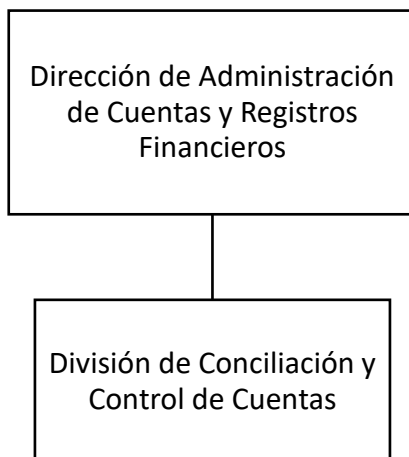 Dirección de Administración
de Cuentas y Registros
Financieros
División de Conciliación y
Control de Cuentas